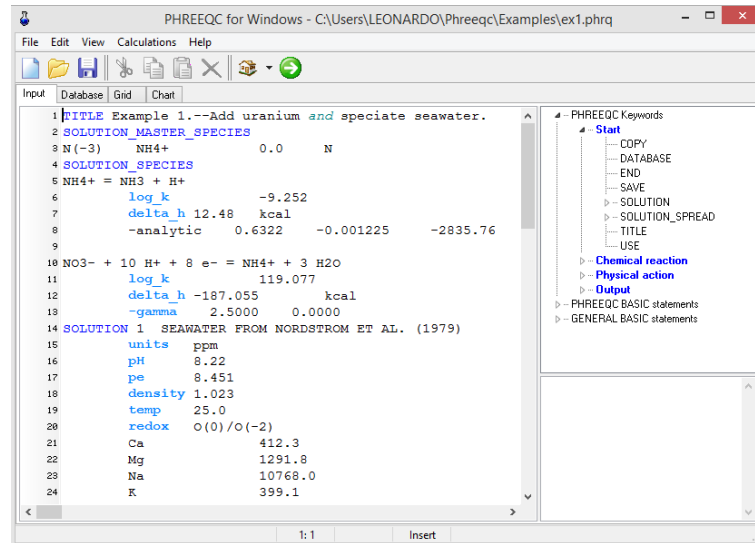 PHREEQC for Windows - C:\Users\LEONARDO\Phreeqc\Examples\ex1.phrq
File Edit View Calculations Help
Input Database Grid Chart
1 TITLE Example 1.--Add uranium and speciate seawater.
2 SOLUTION_MASTER_SPECIES
3 N(-3) NH4+ 0.0 N
4 SOLUTION_SPECIES
5 NH4+ = NH3 + H+
6 log_k -9.252
7 delta_h 12.48 kcal
8 -analytic 0.6322 -0.001225 -2835.76
9
10 NO3- + 10 H+ + 8 e- = NH4+ + 3 H2O
11 log_k 119.077
12 delta_h -187.055 kcal
13 -gamma 2.5000 0.0000
14 SOLUTION 1 SEAWATER FROM NORDSTROM ET AL. (1979)
15 units ppm
16 pH 8.22
17 pe 8.451
18 density 1.023
19 temp 25.0
20 redox O(0)/O(-2)
21 Ca 412.3
22 Mg 1291.8
23 Na 10768.0
24 K 399.1
PHREEQC Keywords
Start
COPY
DATABASE
END
SAVE
SOLUTION
SOLUTION_SPREAD
TITLE
USE
Chemical reaction
Physical action
Output
PHREEQC BASIC statements
GENERAL BASIC statements
1: 1 Insert